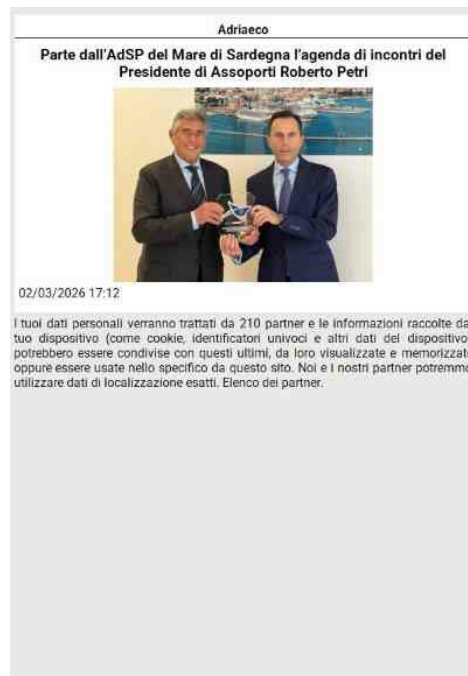 Adriaeco
Parte dall'AdSP del Mare di Sardegna l'agenda di incontri del
Presidente di Assoporti Roberto Petri
02/03/2026 17:12
I tuoi dati personali verranno trattati da 210 partner e le informazioni raccolte da
tuo dispositivo (come cookie, identificatori univoci e altri dati del dispositivo
potrebbero essere condivise con questi ultimi, da loro visualizzate e memorizzate
oppure essere usate nello specifico da questo sito. Noi e i nostri partner potremmo
utilizzare dati di localizzazione esatti. Elenco dei partner.